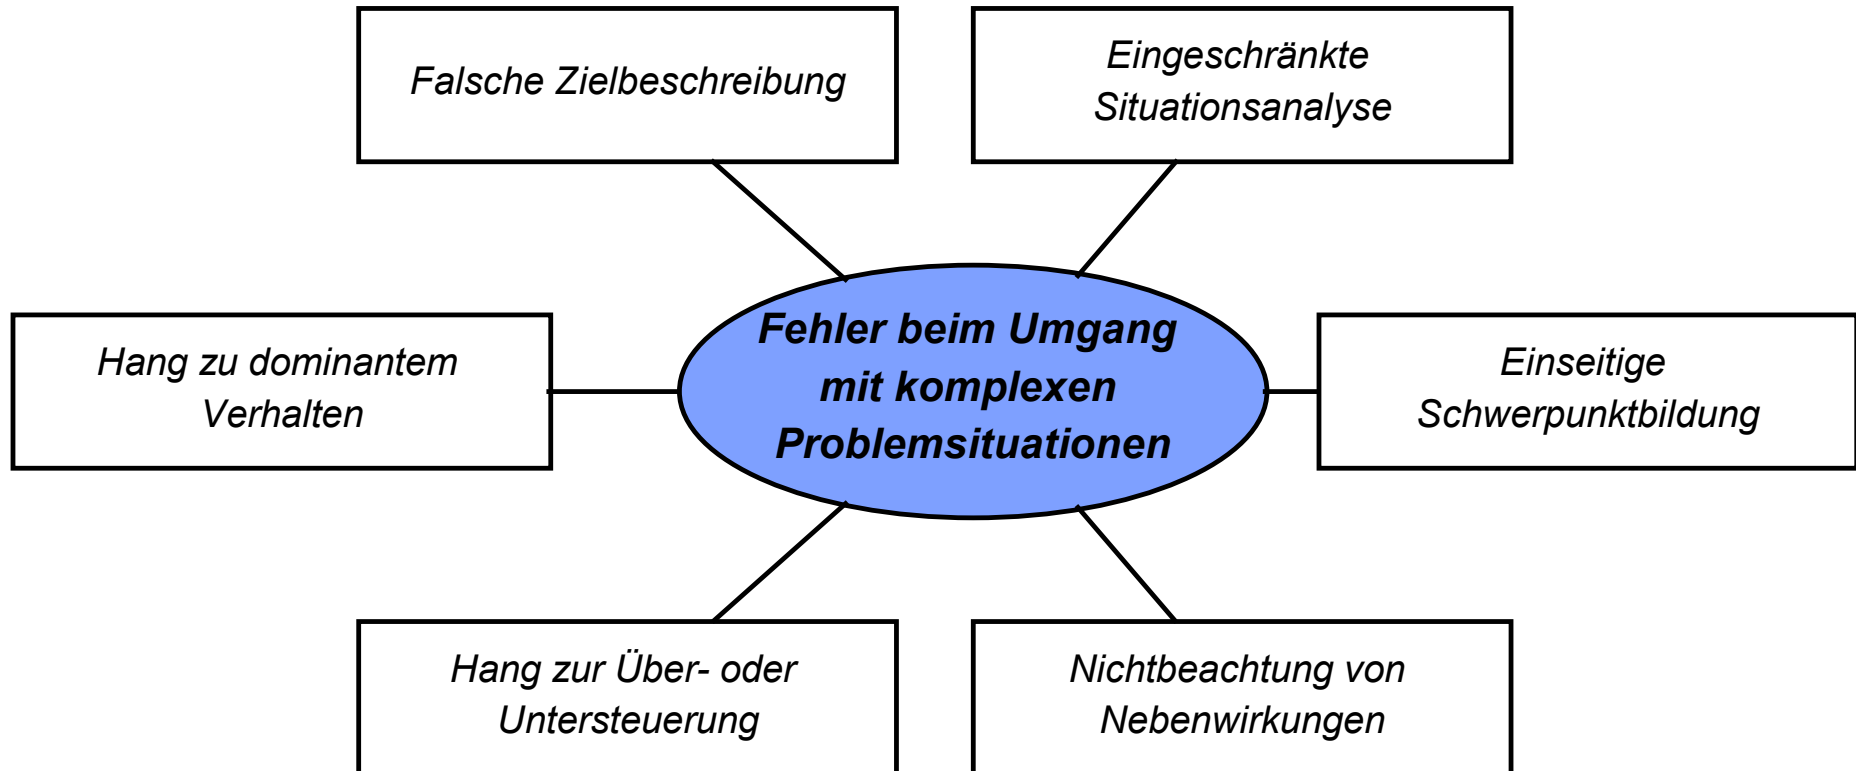 Falsche Zielbeschreibung
Eingeschränkte
Situationsanalyse
Hang zu dominantem
Verhalten
Fehler beim Umgang
mit komplexen
Problemsituationen
Einseitige
Schwerpunktbildung
Hang zur Über- oder
Untersteuerung
Nichtbeachtung von
Nebenwirkungen